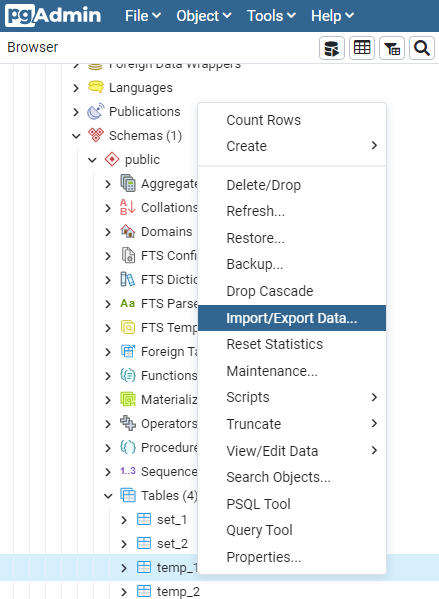 pgAdmin File Object Tools Help
Browser
Foreign Data Wrappers
Languages
Publications
Schemas (1)
public
Aggregate
Collations
Domains
FTS Confi
FTS Dictio
FTS Parse
FTS Temp
Foreign Ta
Functions
Materializ
Operators
Procedure
1..3 Sequence
Tables (4)
set_1
set_2
temp_1
temp_2
Count Rows
Create
Delete/Drop
Refresh...
Restore...
Backup...
Drop Cascade
Import/Export Data...
Reset Statistics
Maintenance...
Scripts
Truncate
View/Edit Data
Search Objects...
PSQL Tool
Query Tool
Properties...